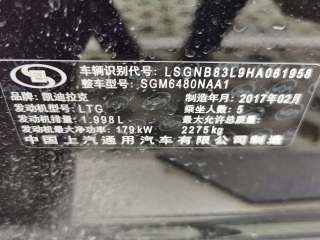 车辆识别代号: LSGNB83L9HA061958
整车型号: SGM6480NAA1
品牌: 凯迪拉克 制造年月: 2017年02月
发动机型号: LTG 乘坐人数: 5
发动机排量: 1.998L 最大允许总质量:
发动机最大净功率: 179kW 2275kg
中国上汽通用汽车有限公司制造